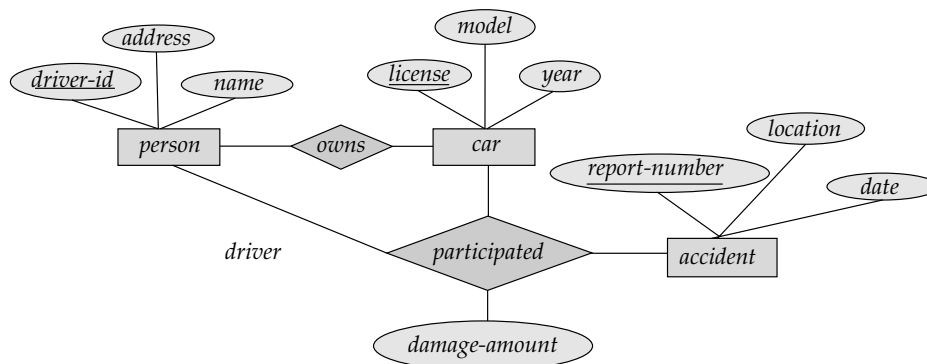 model
address
driver-id
name
license
year
location
person
owns
car
report-number
date
driver
participated
accident
damage-amount